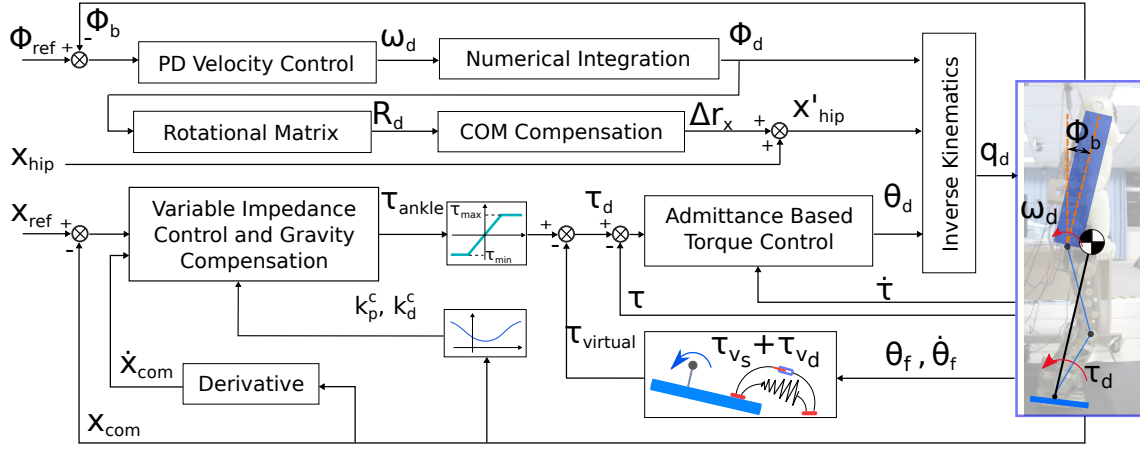 Φb
Φref + -
PD Velocity Control
ωd
Numerical Integration
Φd
Rotational Matrix
Rd
COM Compensation
Δrx
+
+
x'hip
xhip
Inverse Kinematics
qd
Φb
ωd
τd
xref
+
-
Variable Impedance
Control and Gravity
Compensation
τankle
τmax
τmin
+
-
τd
+
-
Admittance Based
Torque Control
θd
τ̇
τ
kpc, kdc
τvirtual
τvs+τvd
θf , θ̇f
ẋcom
Derivative
xcom